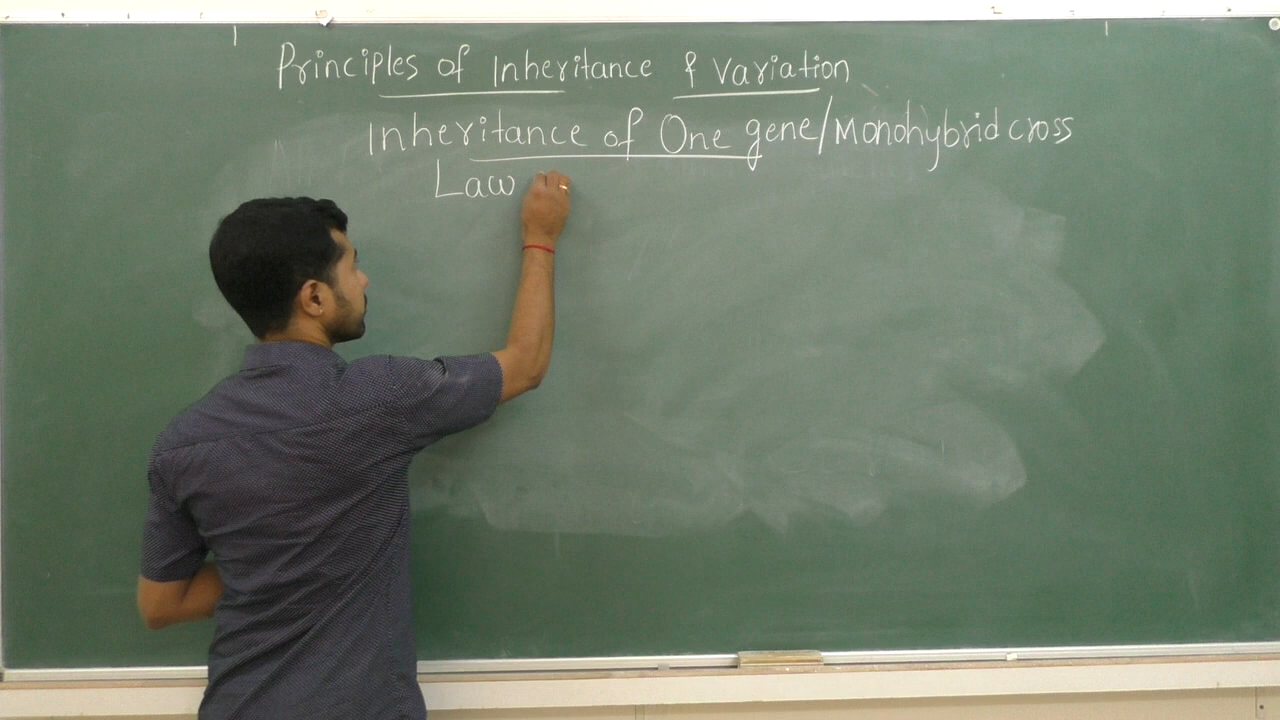 Principles of Inheritance & Variation
Inheritance of One gene/Monohybrid cross
Law